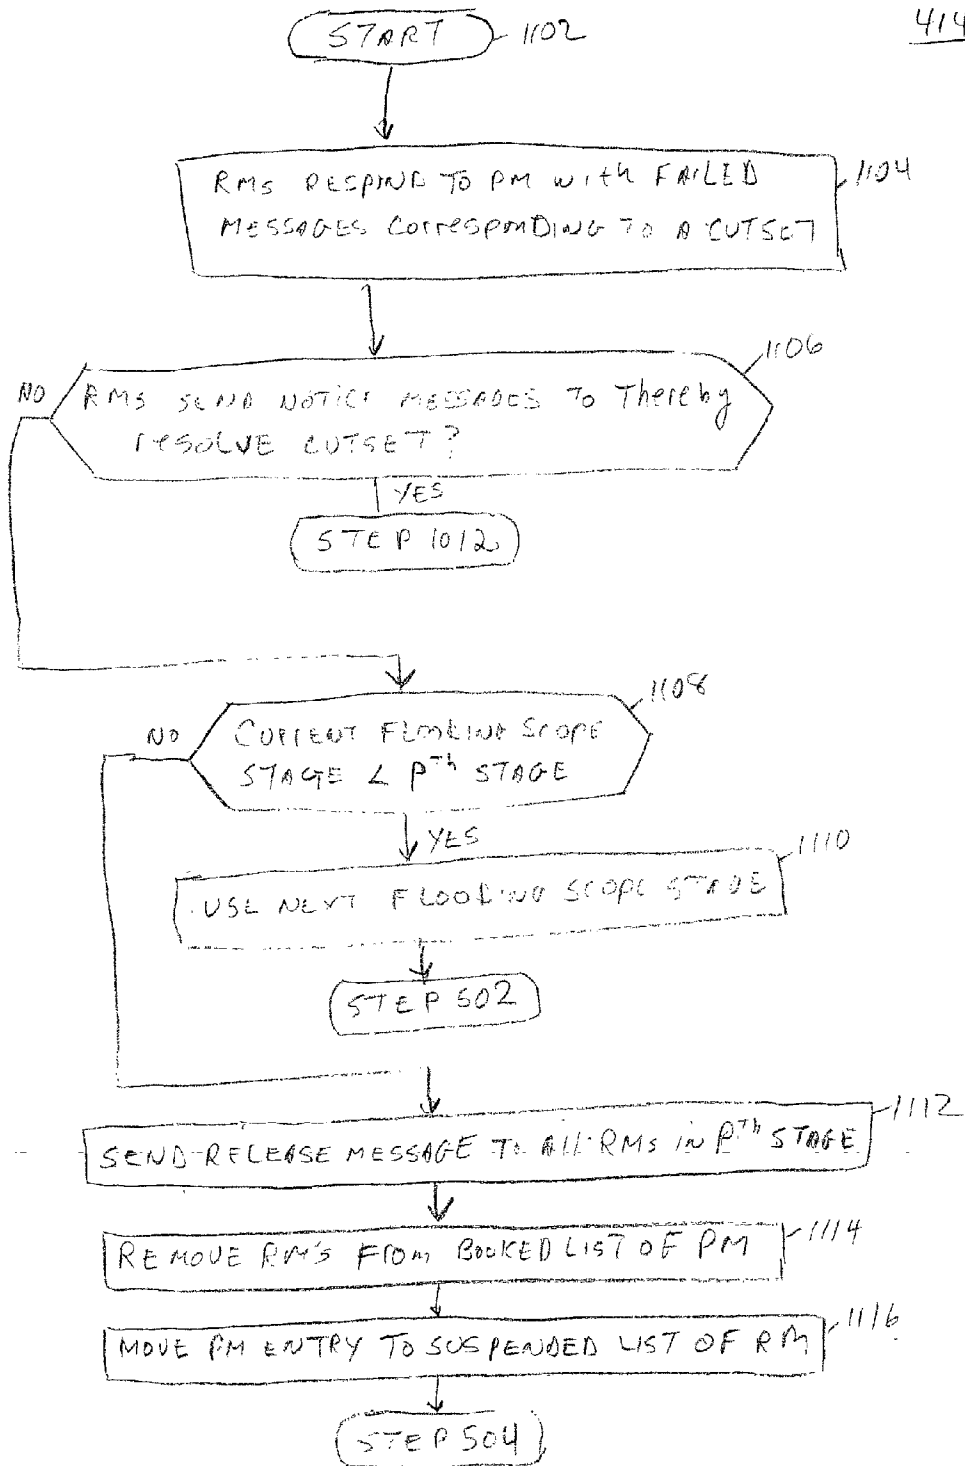 414
START 1102
RMs RESPOND TO PM with FAILED
MESSAGES CorresponDING TO A CUTSET
1104
1106
NO
RMs SEND NOTICE MESSAGES TO Thereby
resolve CUTSET?
YES
STEP 1012
1108
NO
CURRENT FLOODING SCOPE
STAGE < PTh STAGE
YES
1110
USE NEXT FLOODING SCOPE STAGE
STEP 502
1112
SEND RELEASE MESSAGE TO All RMs IN PTh STAGE
REMOVE RM's From BOOKED LIST OF PM
1114
MOVE PM ENTRY TO SUSPENDED LIST OF RM
1116
STEP 504